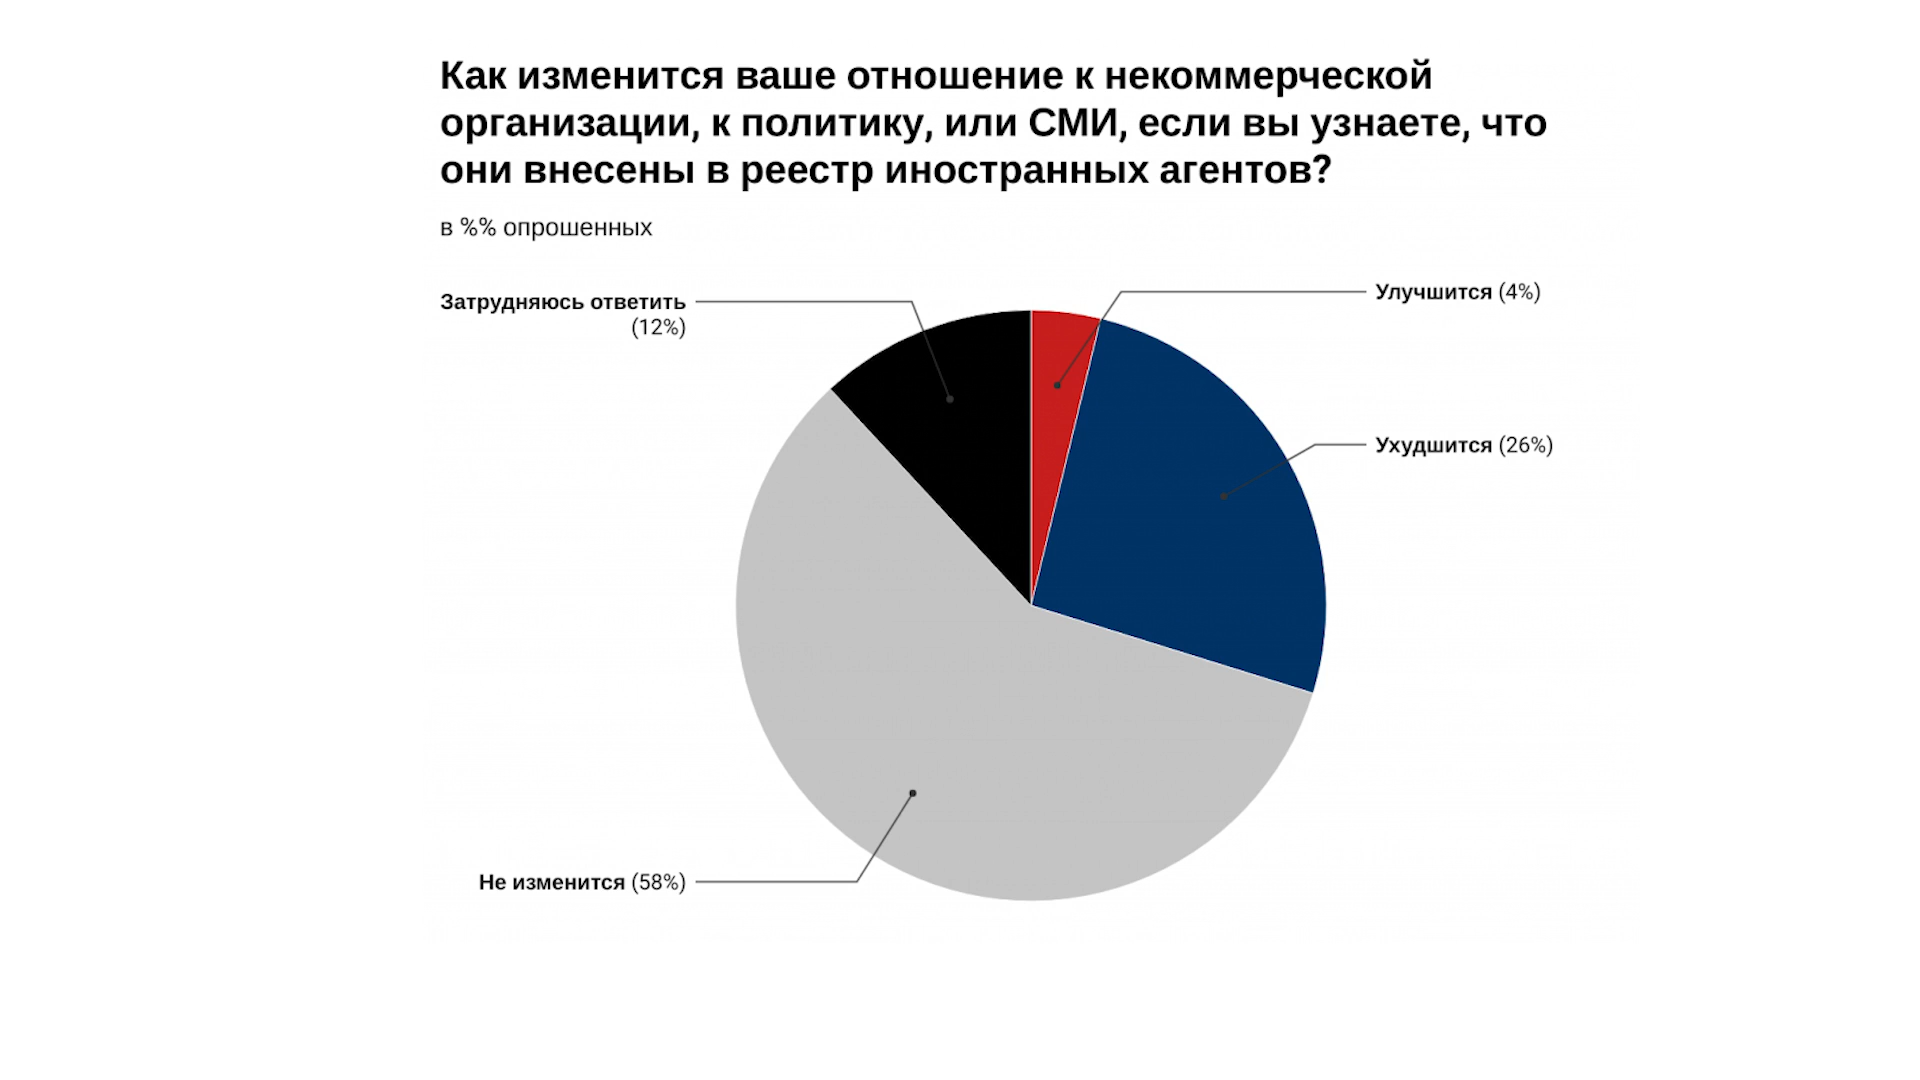 Как изменится ваше отношение к некоммерческой
организации, к политику, или СМИ, если вы узнаете, что
они внесены в реестр иностранных агентов?
в %% опрошенных
Затрудняюсь ответить
(12%)
Улучшится (4%)
Ухудшится (26%)
Не изменится (58%)